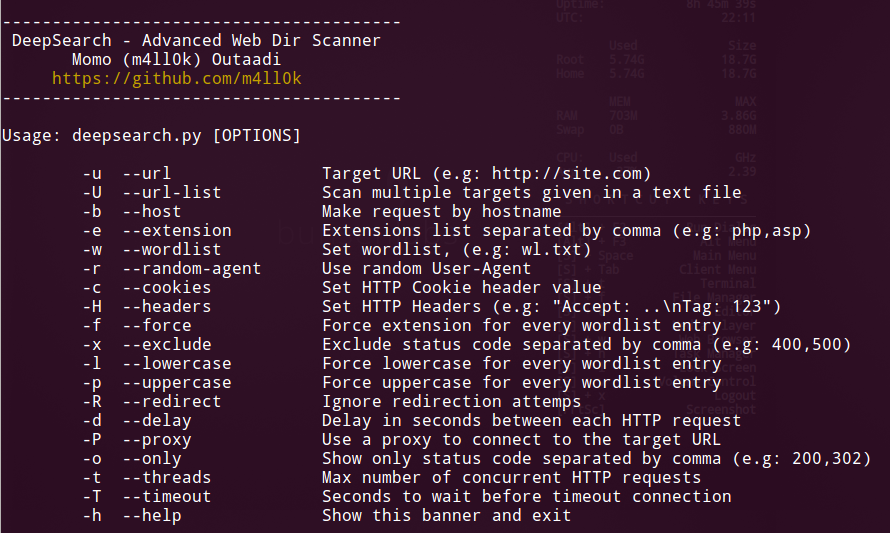 ----------------------------------------
DeepSearch - Advanced Web Dir Scanner
Momo (m4ll0k) Outaadi
https://github.com/m4ll0k
----------------------------------------
Usage: deepsearch.py [OPTIONS]
-u --url Target URL (e.g: http://site.com)
-U --url-list Scan multiple targets given in a text file
-b --host Make request by hostname
-e --extension Extensions list separated by comma (e.g: php,asp)
-w --wordlist Set wordlist, (e.g: wl.txt)
-r --random-agent Use random User-Agent
-c --cookies Set HTTP Cookie header value
-H --headers Set HTTP Headers (e.g: "Accept: ..\nTag: 123")
-f --force Force extension for every wordlist entry
-x --exclude Exclude status code separated by comma (e.g: 400,500)
-l --lowercase Force lowercase for every wordlist entry
-p --uppercase Force uppercase for every wordlist entry
-R --redirect Ignore redirection attemps
-d --delay Delay in seconds between each HTTP request
-P --proxy Use a proxy to connect to the target URL
-o --only Show only status code separated by comma (e.g: 200,302)
-t --threads Max number of concurrent HTTP requests
-T --timeout Seconds to wait before timeout connection
-h --help Show this banner and exit
Uptime: 8h 45m 39s
UTC: 22:11
Used Size
Root 5.74G 18.7G
Home 5.74G 18.7G
MEM MAX
RAM 703M 3.86G
Swap 0B 880M
CPU: Used GHz
2.39
Alt Menu
Space Main Menu
Tab Client Menu
Terminal
Logout
Screenshot